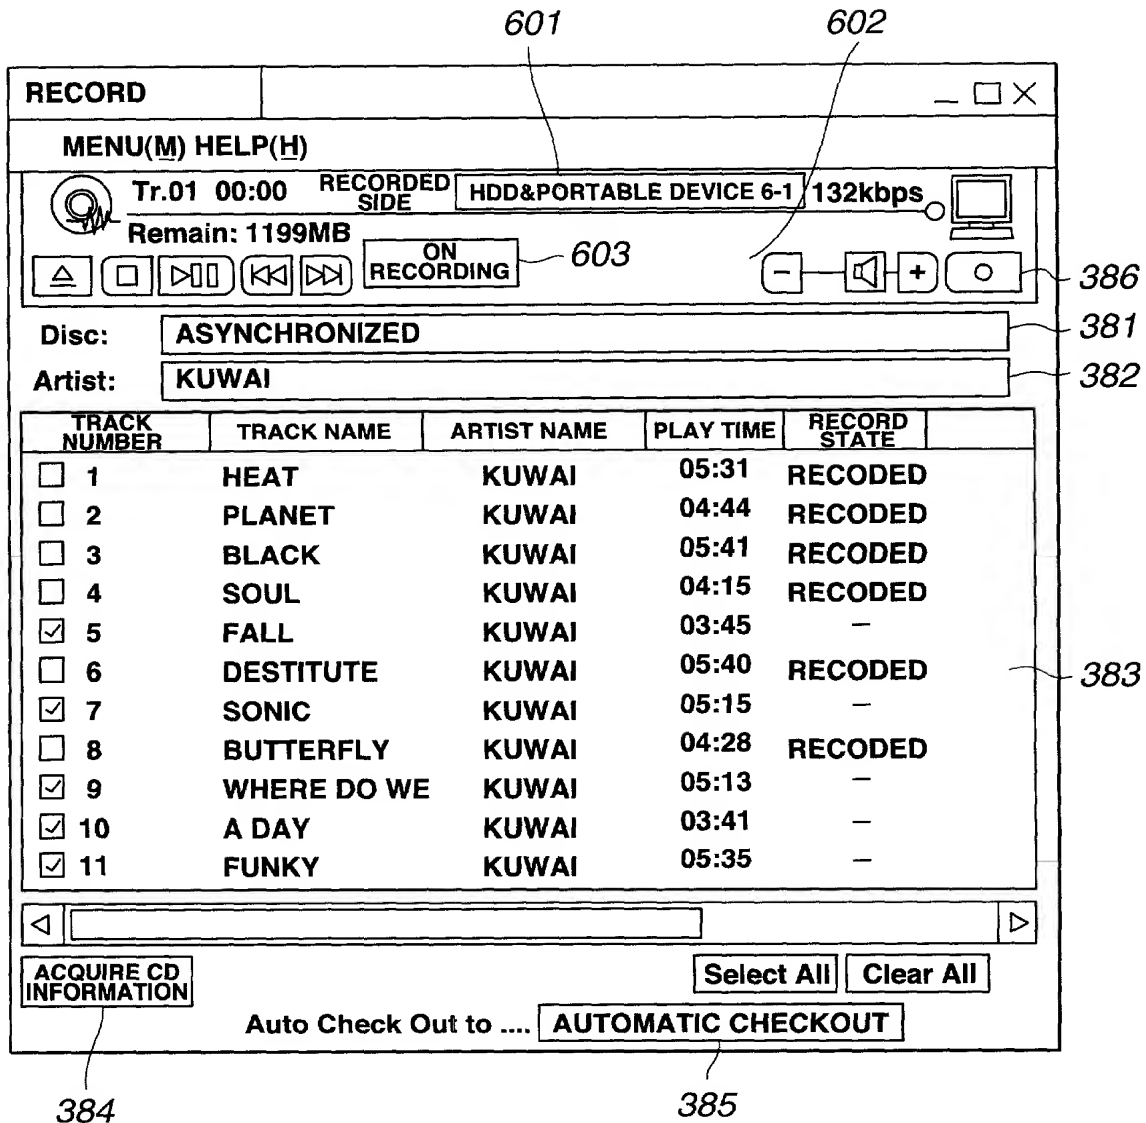 601 602
RECORD
MENU(M) HELP(H)
Tr.01 00:00 RECORDED SIDE HDD&PORTABLE DEVICE 6-1 132kbps
Remain: 1199MB
ON RECORDING 603
- + 386
Disc: ASYNCHRONIZED 381
Artist: KUWAI 382
TRACK NUMBER TRACK NAME ARTIST NAME PLAY TIME RECORD STATE
1 HEAT KUWAI 05:31 RECODED
2 PLANET KUWAI 04:44 RECODED
3 BLACK KUWAI 05:41 RECODED
4 SOUL KUWAI 04:15 RECODED
5 FALL KUWAI 03:45 –
6 DESTITUTE KUWAI 05:40 RECODED
383
7 SONIC KUWAI 05:15 –
8 BUTTERFLY KUWAI 04:28 RECODED
9 WHERE DO WE KUWAI 05:13 –
10 A DAY KUWAI 03:41 –
11 FUNKY KUWAI 05:35 –
ACQUIRE CD INFORMATION Select All Clear All
Auto Check Out to .... AUTOMATIC CHECKOUT
384 385